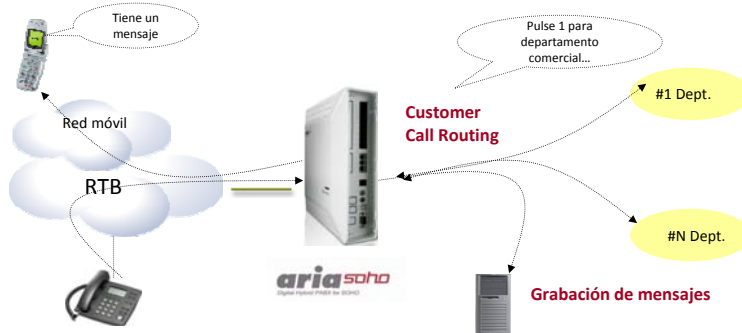 Tiene un
mensaje
Pulse 1 para
departamento
comercial...
#1 Dept.
Customer
Call Routing
Red móvil
RTB
#N Dept.
aria soho
Digital Hybrid PABX for SOHO
Grabación de mensajes